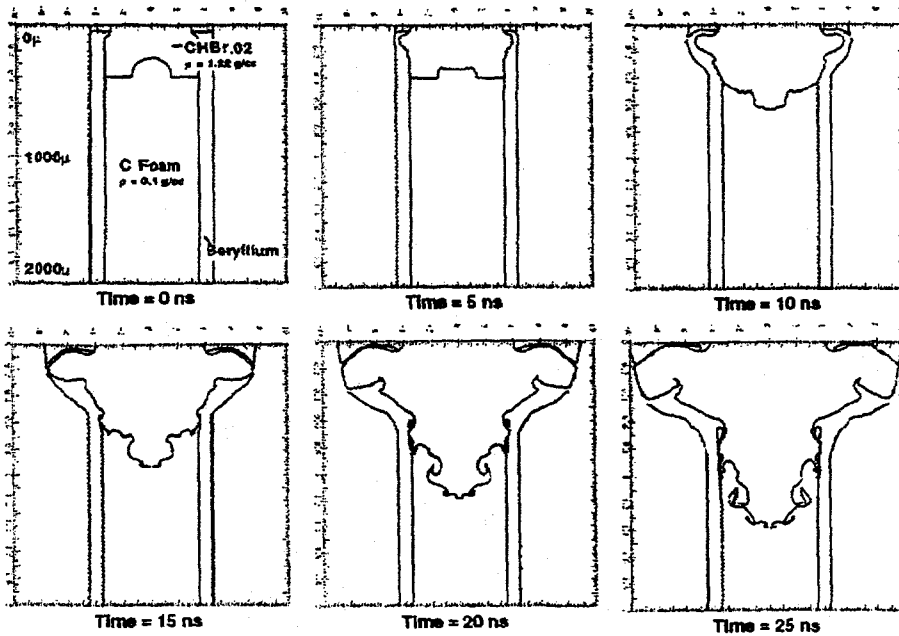 0μ
CHBr.02
ρ = 1.22 g/cc
1000μ
C Foam
ρ = 0.1 g/cc
Beryllium
2000μ
Time = 0 ns
Time = 5 ns
Time = 10 ns
Time = 15 ns
Time = 20 ns
Time = 25 ns